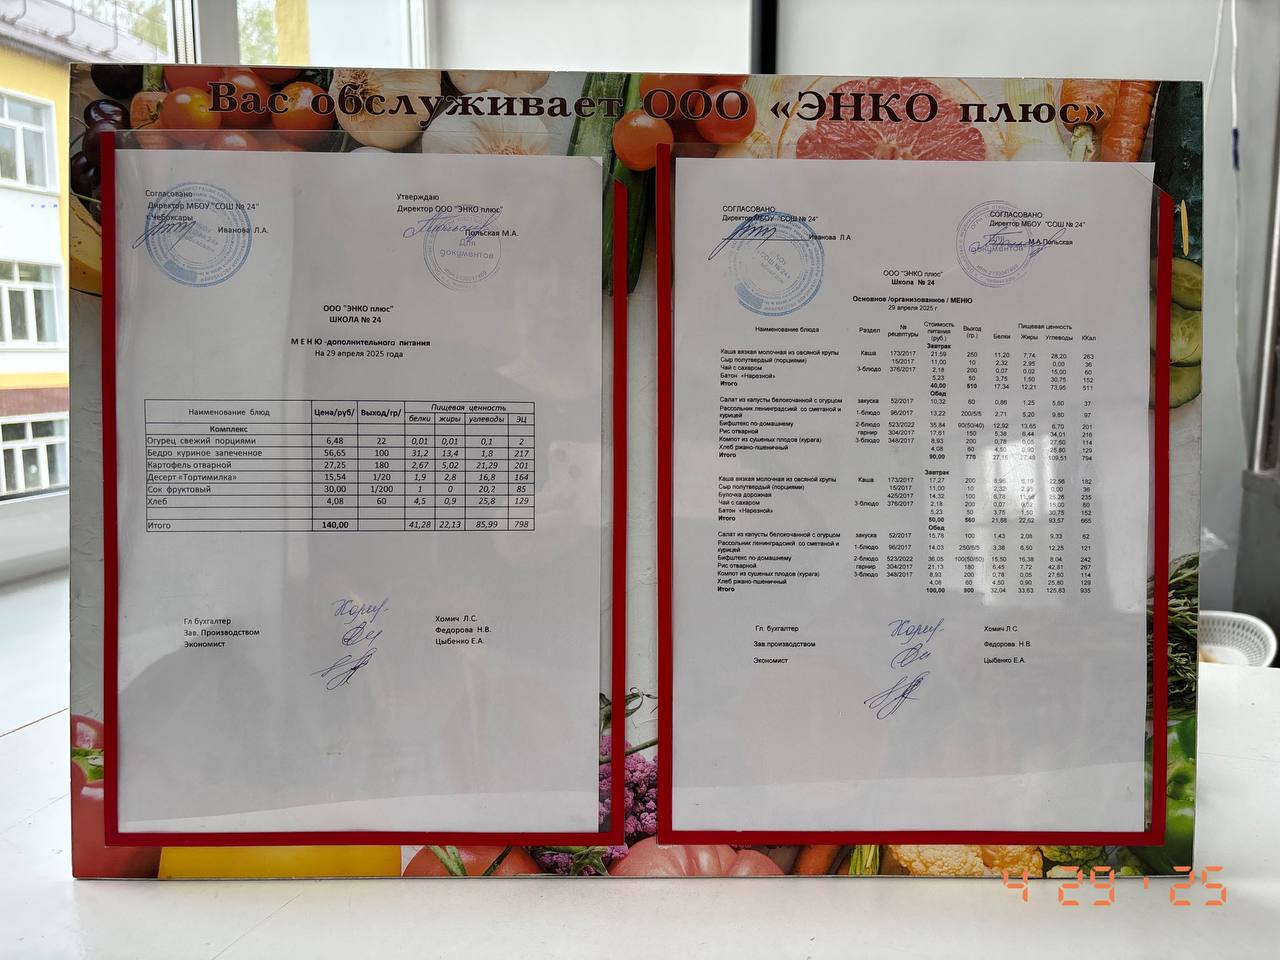 Вас обслуживает ООО «ЭНКО плюс»
Согласовано
Директор МБОУ "СОШ № 24"
г.Чебоксары
Иванова Л.А.
Утверждаю
Директор ООО "ЭНКО плюс"
Польская М.А.
Для
документов
ООО "ЭНКО плюс"
ШКОЛА № 24
М Е Н Ю -дополнительного питания
На 29 апреля 2025 года
Наименование блюд Цена/руб/ Выход/гр/ Пищевая ценность
белки жиры углеводы ЭЦ
Комплекс
Огурец свежий порциями 6,48 22 0,01 0,01 0,1 2
Бедро куриное запеченное 56,65 100 31,2 13,4 1,8 217
Картофель отварной 27,25 180 2,67 5,02 21,29 201
Десерт «Тортимилка» 15,54 1/20 1,9 2,8 16,8 164
Сок фруктовый 30,00 1/200 1 0 20,2 85
Хлеб 4,08 60 4,5 0,9 25,8 129
Итого 140,00 41,28 22,13 85,99 798
Гл бухгалтер Хомич Л.С.
Зав. Производством Федорова Н.В.
Экономист Цыбенко Е.А.
СОГЛАСОВАНО:
Директор МБОУ "СОШ № 24"
Иванова Л.А
СОГЛАСОВАНО:
Директор МБОУ "СОШ № 24"
М.А.Польская
документов
ООО "ЭНКО плюс"
Школа № 24
Основное /организованное / МЕНЮ
29 апреля 2025 г.
Наименование блюда Раздел № рецептуры Стоимость питания (руб.) Выход (гр.) Пищевая ценность
Белки Жиры Углеводы ККал
Завтрак
Каша вязкая молочная из овсяной крупы Каша 173/2017 21,59 250 11,20 7,74 28,20 263
Сыр полутвердый (порциями) 15/2017 11,00 10 2,32 2,95 0,00 36
Чай с сахаром 3-блюдо 376/2017 2,18 200 0,07 0,02 15,00 60
Батон «Нарезной» 5,23 50 3,75 1,50 30,75 152
Итого 40,00 510 17,34 12,21 73,95 511
Обед
Салат из капусты белокочанной с огурцом закуска 52/2017 10,32 60 0,86 1,25 5,60 37
Рассольник ленинградский со сметаной и
курицей 1-блюдо 96/2017 13,22 200/5/5 2,71 5,20 9,80 97
Бифштекс по-домашнему 2-блюдо 523/2022 35,84 90(50/40) 12,92 13,65 6,70 201
Рис отварной гарнир 304/2017 17,61 150 5,38 6,44 34,01 216
Компот из сушеных плодов (курага) 3-блюдо 348/2017 8,93 200 0,78 0,05 27,60 114
Хлеб ржано-пшеничный 4,08 60 4,50 0,90 25,80 129
Итого 90,00 770 27,15 27,49 109,51 794
Завтрак
Каша вязкая молочная из овсяной крупы Каша 173/2017 17,27 200 8,96 6,19 22,56 182
Сыр полутвердый (порциями) 15/2017 11,00 10 2,32 2,95 0,00 36
Булочка дорожная 425/2017 14,32 100 6,78 25,26 235
Чай с сахаром 3-блюдо 376/2017 2,18 200 0,07 0,02 15,00 60
Батон «Нарезной» 5,23 50 3,75 1,50 30,75 152
Итого 50,00 560 21,88 22,62 93,57 665
Обед
Салат из капусты белокочанной с огурцом закуска 52/2017 15,78 100 1,43 2,08 9,33 62
Рассольник ленинградский со сметаной и
курицей 1-блюдо 96/2017 14,03 250/5/5 3,38 6,50 12,25 121
Бифштекс по-домашнему 2-блюдо 523/2022 36,05 100(50/50) 15,50 16,38 8,04 242
Рис отварной гарнир 304/2017 21,13 180 6,45 7,72 42,81 267
Компот из сушеных плодов (курага) 3-блюдо 348/2017 8,93 200 0,78 0,05 27,60 114
Хлеб ржано-пшеничный 4,08 60 4,50 0,90 25,80 129
Итого 100,00 900 32,04 33,63 125,83 935
Гл. бухгалтер Хомич Л.С.
Зав.производством Федорова Н.В.
Экономист Цыбенко Е.А.
4 29 ' 25